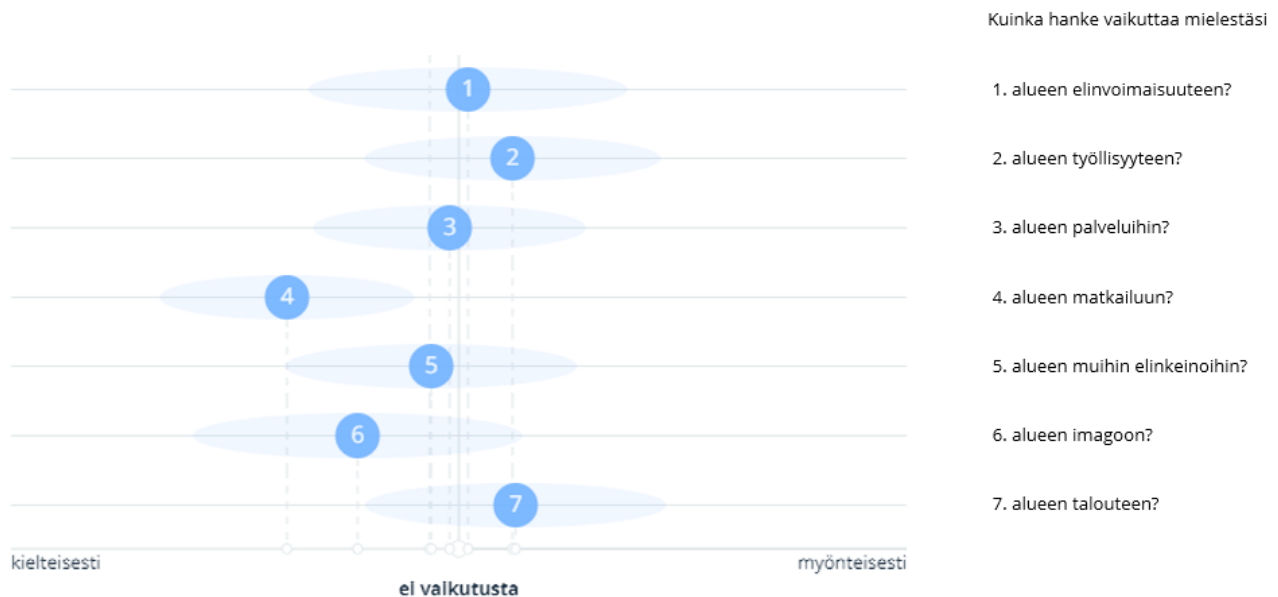 Kuinka hanke vaikuttaa mielestäsi
1
1. alueen elinvoimaisuuteen?
2
2. alueen työllisyyteen?
3
3. alueen palveluihin?
4
4. alueen matkailuun?
5
5. alueen muihin elinkeinoihin?
6
6. alueen imagoon?
7
7. alueen talouteen?
kielteisesti
myönteisesti
ei vaikutusta